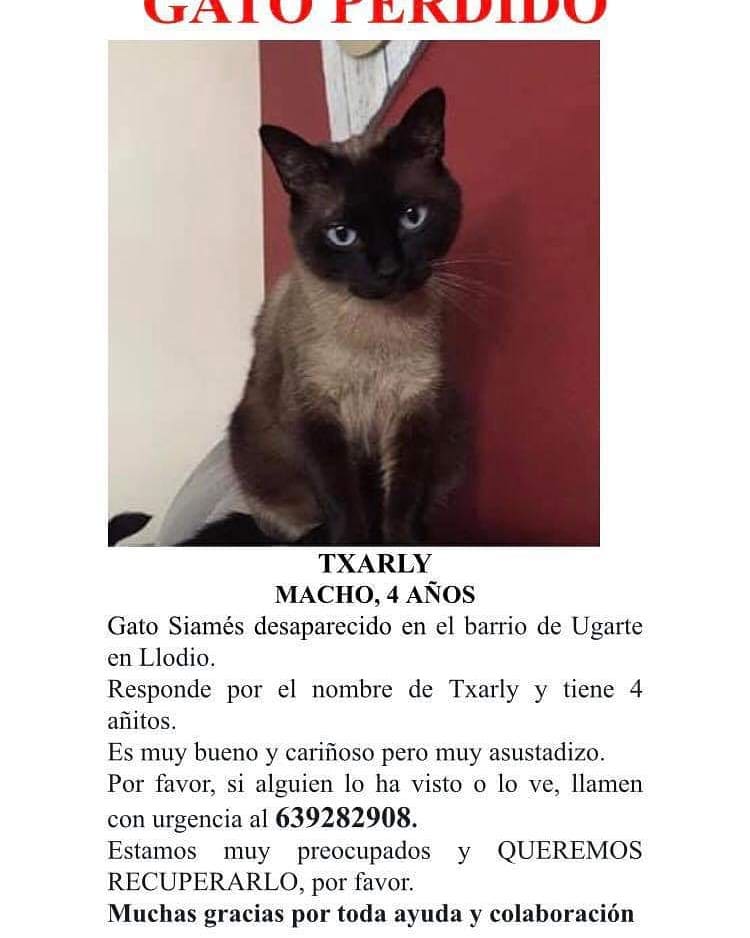 GATO PERDIDO
TXARLY
MACHO, 4 AÑOS
Gato Siamés desaparecido en el barrio de Ugarte
en Llodio.
Responde por el nombre de Txarly y tiene 4
añitos.
Es muy bueno y cariñoso pero muy asustadizo.
Por favor, si alguien lo ha visto o lo ve, llamen
con urgencia al 639282908.
Estamos muy preocupados y QUEREMOS
RECUPERARLO, por favor.
Muchas gracias por toda ayuda y colaboración